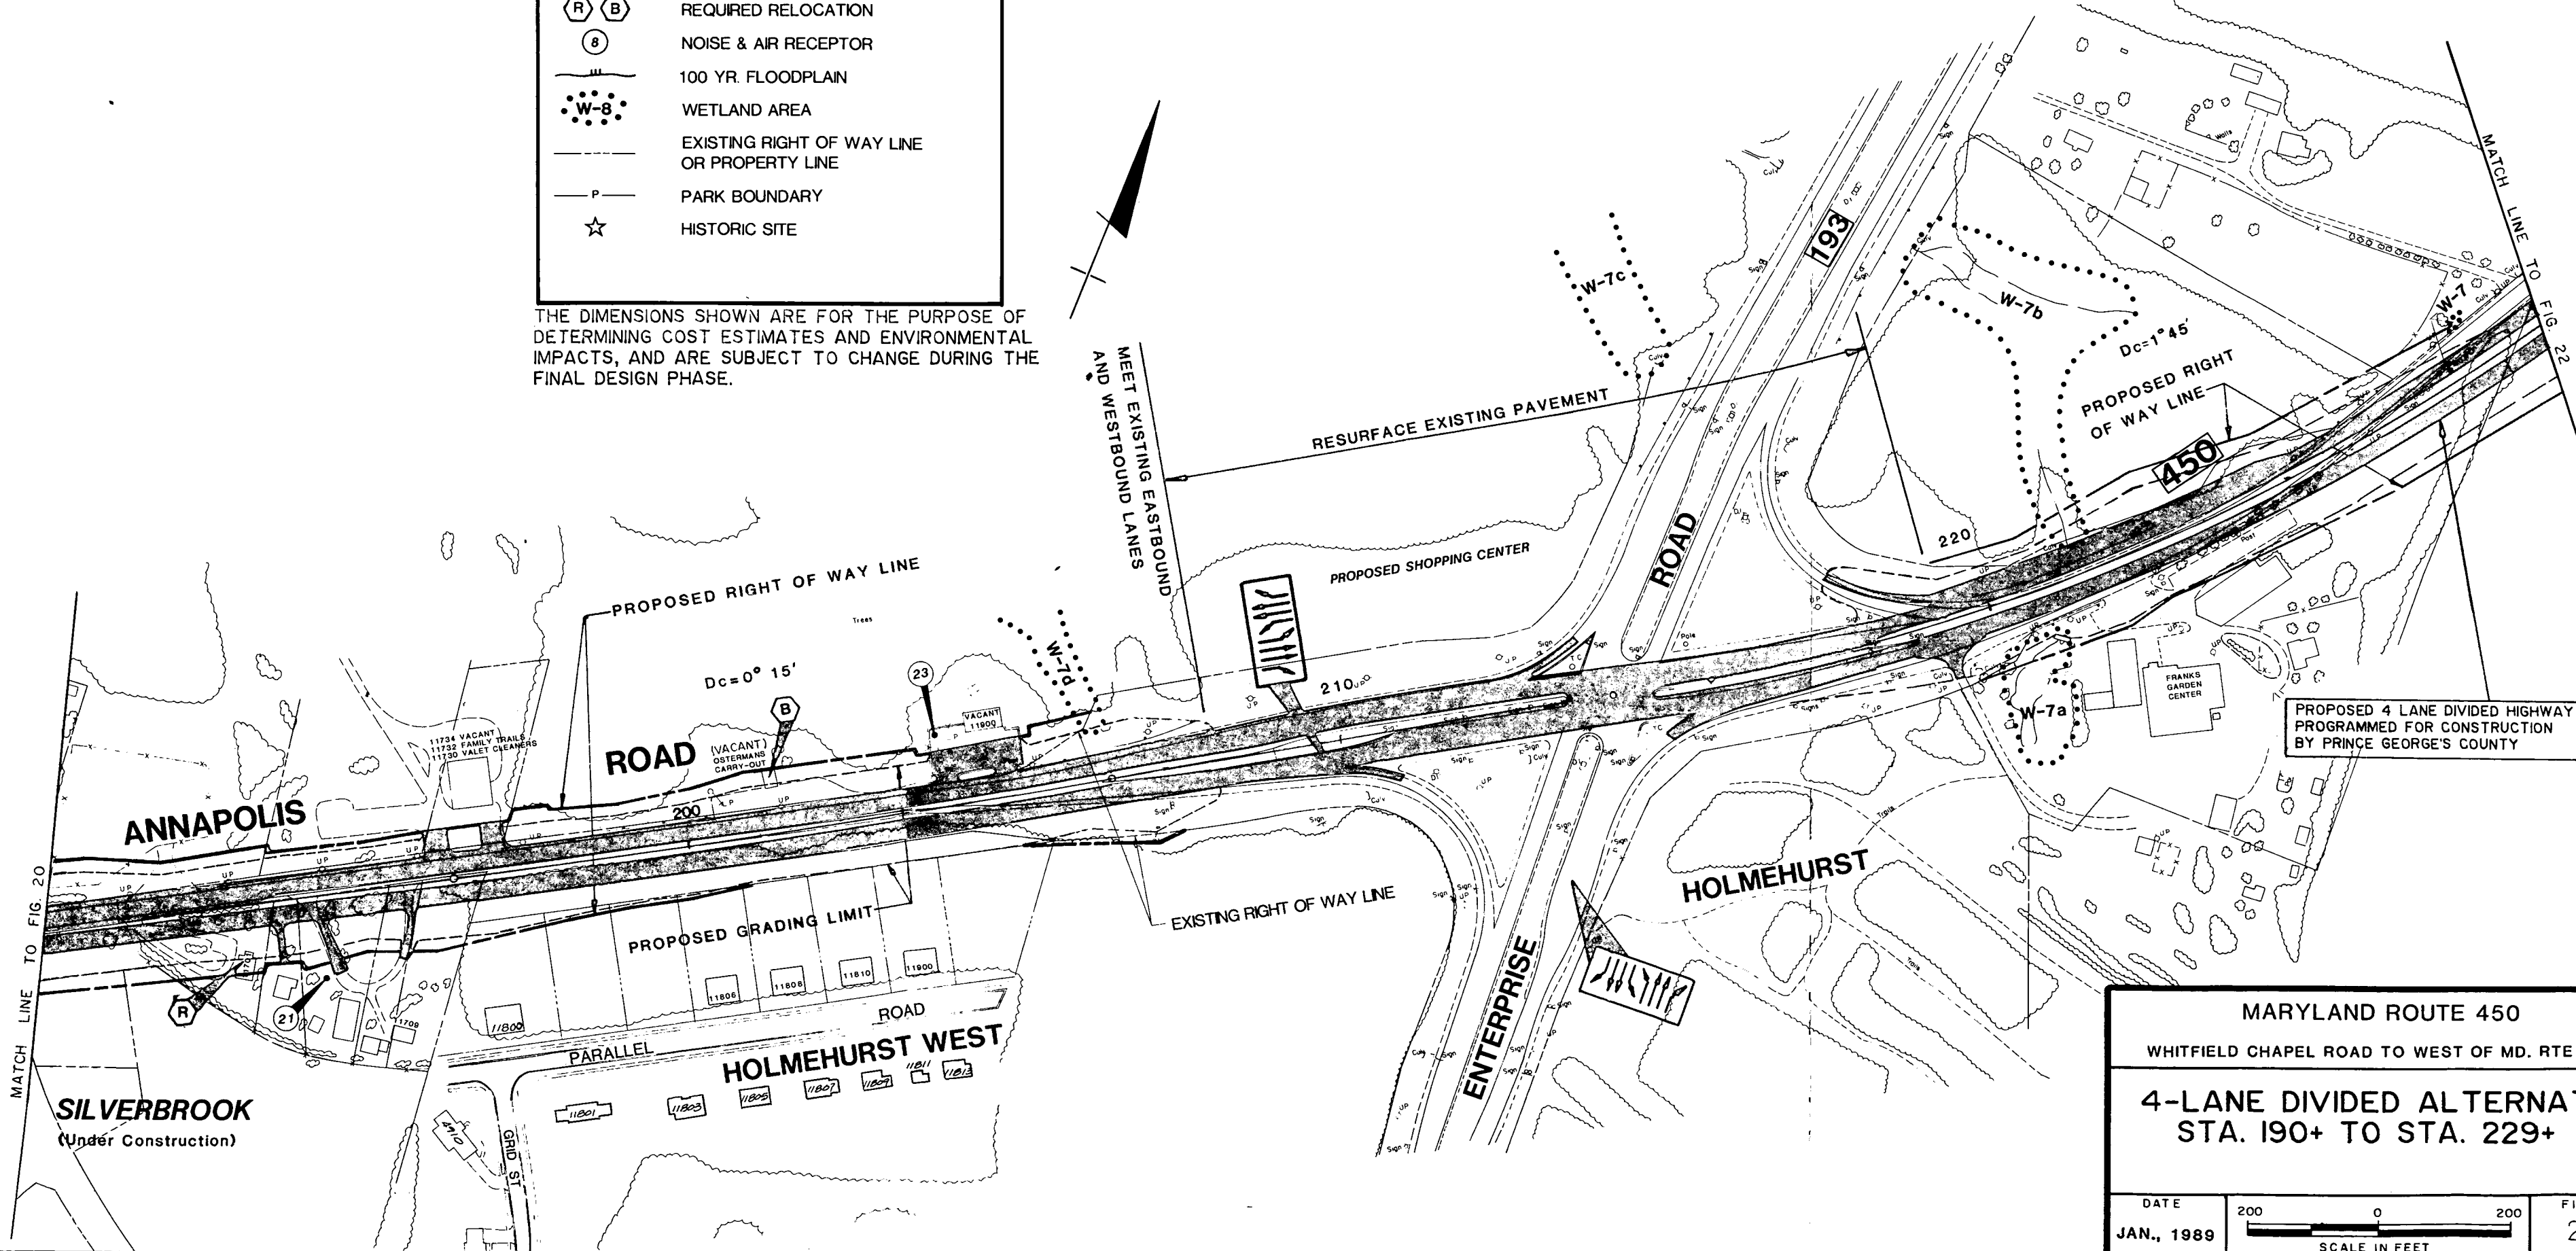 R B REQUIRED RELOCATION
8 NOISE & AIR RECEPTOR
100 YR. FLOODPLAIN
W-8 WETLAND AREA
EXISTING RIGHT OF WAY LINE
OR PROPERTY LINE
P PARK BOUNDARY
HISTORIC SITE
THE DIMENSIONS SHOWN ARE FOR THE PURPOSE OF
DETERMINING COST ESTIMATES AND ENVIRONMENTAL
IMPACTS, AND ARE SUBJECT TO CHANGE DURING THE
FINAL DESIGN PHASE.
MEET EXISTING EASTBOUND
AND WESTBOUND LANES
RESURFACE EXISTING PAVEMENT
PROPOSED SHOPPING CENTER
W-7c
193
ROAD
W-7b
W-7
Dc=1°45'
PROPOSED RIGHT
OF WAY LINE
450
220
MATCH LINE TO FIG. 22
PROPOSED RIGHT OF WAY LINE
Trees
Dc=0° 15'
23
B
W-7d
VACANT
11900
210
11734 VACANT
11732 FAMILY TRAILS
11730 VALET CLEANERS
ANNAPOLIS
ROAD
(VACANT)
OSTERMANS
CARRY-OUT
200
MATCH LINE TO FIG. 20
PROPOSED GRADING LIMIT
EXISTING RIGHT OF WAY LINE
R
21
11709
11800
11806
11808
11810
11900
PARALLEL
ROAD
HOLMEHURST WEST
11801
11803
11805
11807
11809
11811
11813
4910
GRID ST
SILVERBROOK
(Under Construction)
ENTERPRISE
HOLMEHURST
W-7a
FRANKS
GARDEN
CENTER
PROPOSED 4 LANE DIVIDED HIGHWAY
PROGRAMMED FOR CONSTRUCTION
BY PRINCE GEORGE'S COUNTY
MARYLAND ROUTE 450
WHITFIELD CHAPEL ROAD TO WEST OF MD. RTE
4-LANE DIVIDED ALTERNAT
STA. 190+ TO STA. 229+
DATE
JAN., 1989
200 0 200
SCALE IN FEET